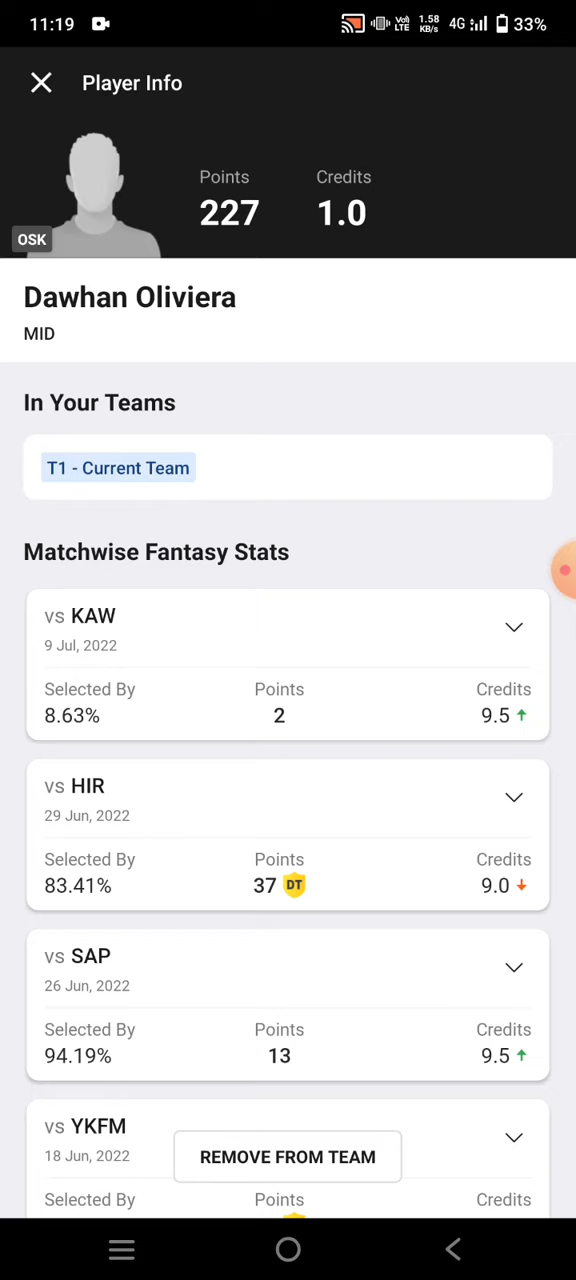 11:19 Vo) LTE 1.58 KB/s 4G 33%
Player Info
Points Credits
227 1.0
OSK
Dawhan Oliviera
MID
In Your Teams
T1 - Current Team
Matchwise Fantasy Stats
vs KAW
9 Jul, 2022
Selected By Points Credits
8.63% 2 9.5
vs HIR
29 Jun, 2022
Selected By Points Credits
83.41% 37 DT 9.0
vs SAP
26 Jun, 2022
Selected By Points Credits
94.19% 13 9.5
vs YKFM
18 Jun, 2022
REMOVE FROM TEAM
Selected By Points Credits